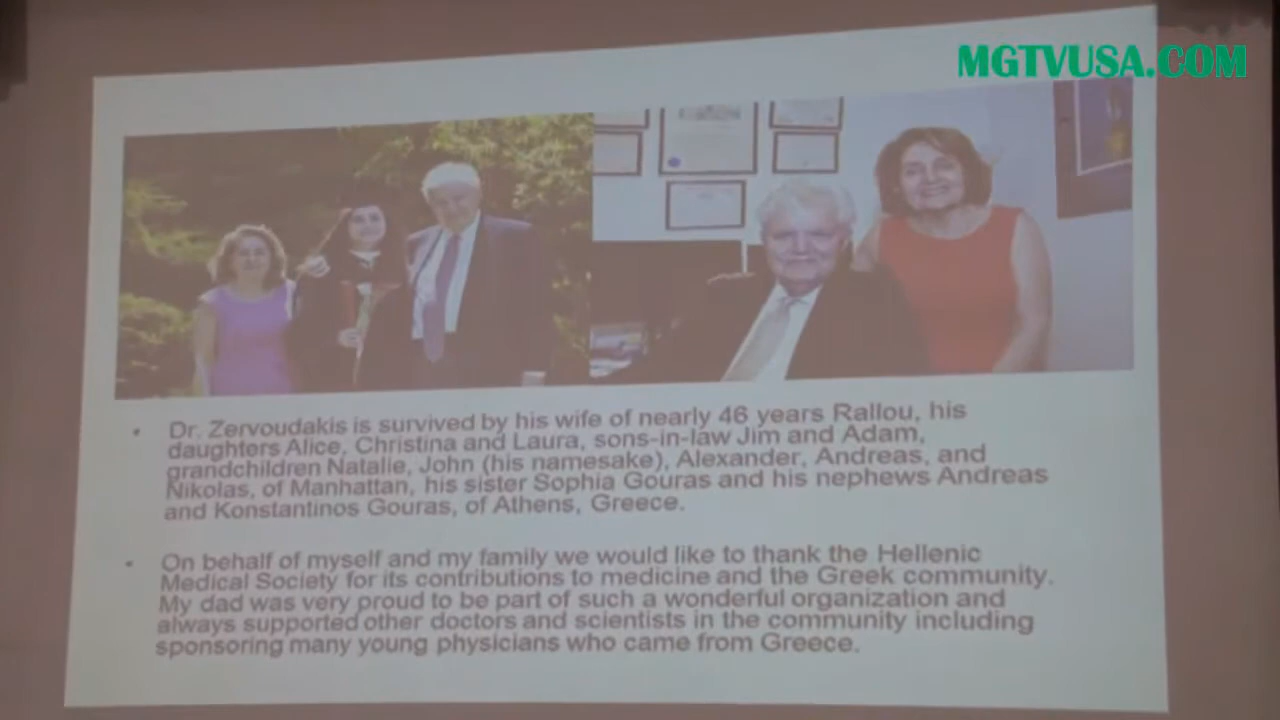 MGTVUSA.COM
• Dr. Zervoudakis is survived by his wife of nearly 46 years Rallou, his
daughters Alice, Christina and Laura, sons-in-law Jim and Adam,
grandchildren Natalie, John (his namesake), Alexander, Andreas, and
Nikolas, of Manhattan, his sister Sophia Gouras and his nephews Andreas
and Konstantinos Gouras, of Athens, Greece.
• On behalf of myself and my family we would like to thank the Hellenic
Medical Society for its contributions to medicine and the Greek community.
My dad was very proud to be part of such a wonderful organization and
always supported other doctors and scientists in the community including
sponsoring many young physicians who came from Greece.